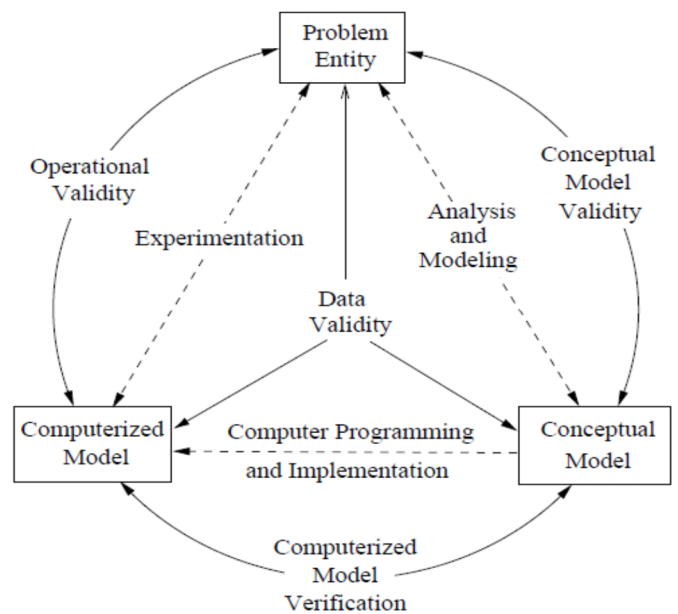 Problem
Entity
Operational
Validity
Conceptual
Model
Validity
Experimentation
Analysis
and
Modeling
Data
Validity
Computerized
Model
Computer Programming
and Implementation
Conceptual
Model
Computerized
Model
Verification